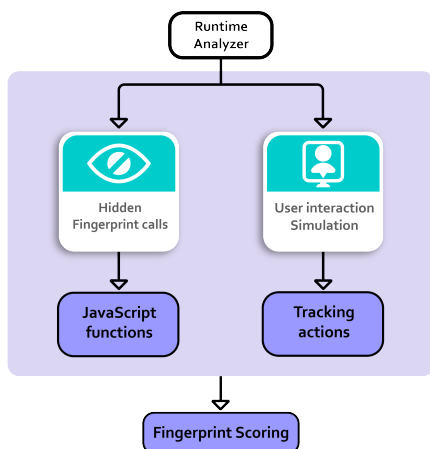 Runtime
Analyzer
Hidden
Fingerprint calls
User interaction
Simulation
JavaScript
functions
Tracking
actions
Fingerprint Scoring